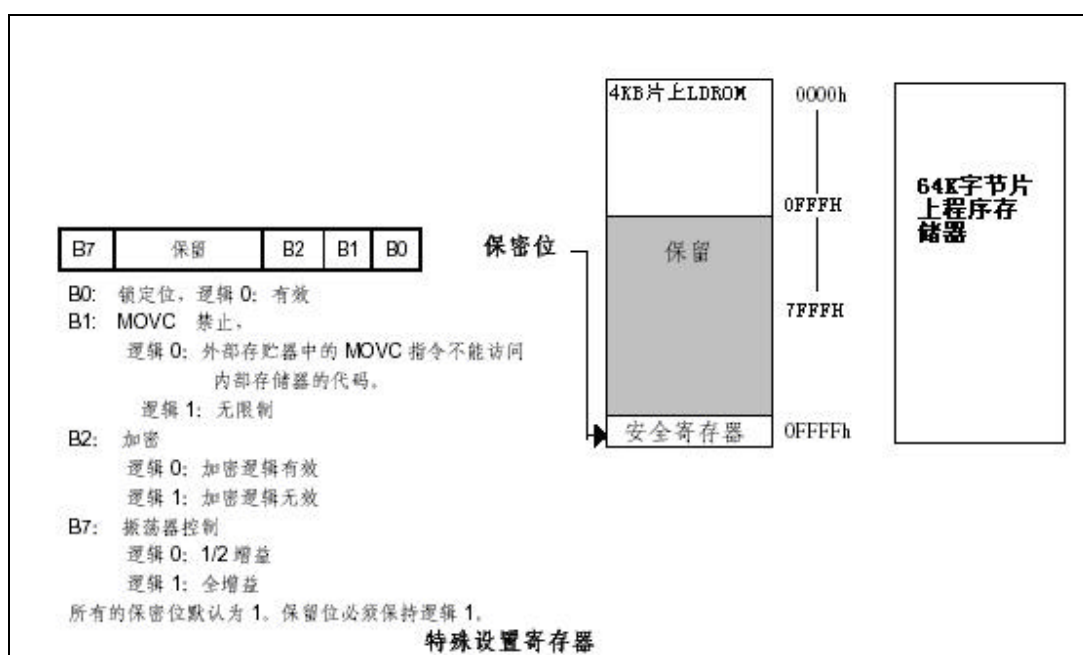 4KB片上LDROM
0000h
0FFFH
保留
7FFFH
安全寄存器
0FFFFh
保密位
64K字节片
上程序存
储器
B7 保留 B2 B1 B0
B0: 锁定位，逻辑 0: 有效
B1: MOVC 禁止，
逻辑 0: 外部存贮器中的 MOVC 指令不能访问
内部存储器的代码。
逻辑 1: 无限制
B2: 加密
逻辑 0: 加密逻辑有效
逻辑 1: 加密逻辑无效
B7: 振荡器控制
逻辑 0: 1/2 增益
逻辑 1: 全增益
所有的保密位默认为 1。保留位必须保持逻辑 1。
特殊设置寄存器